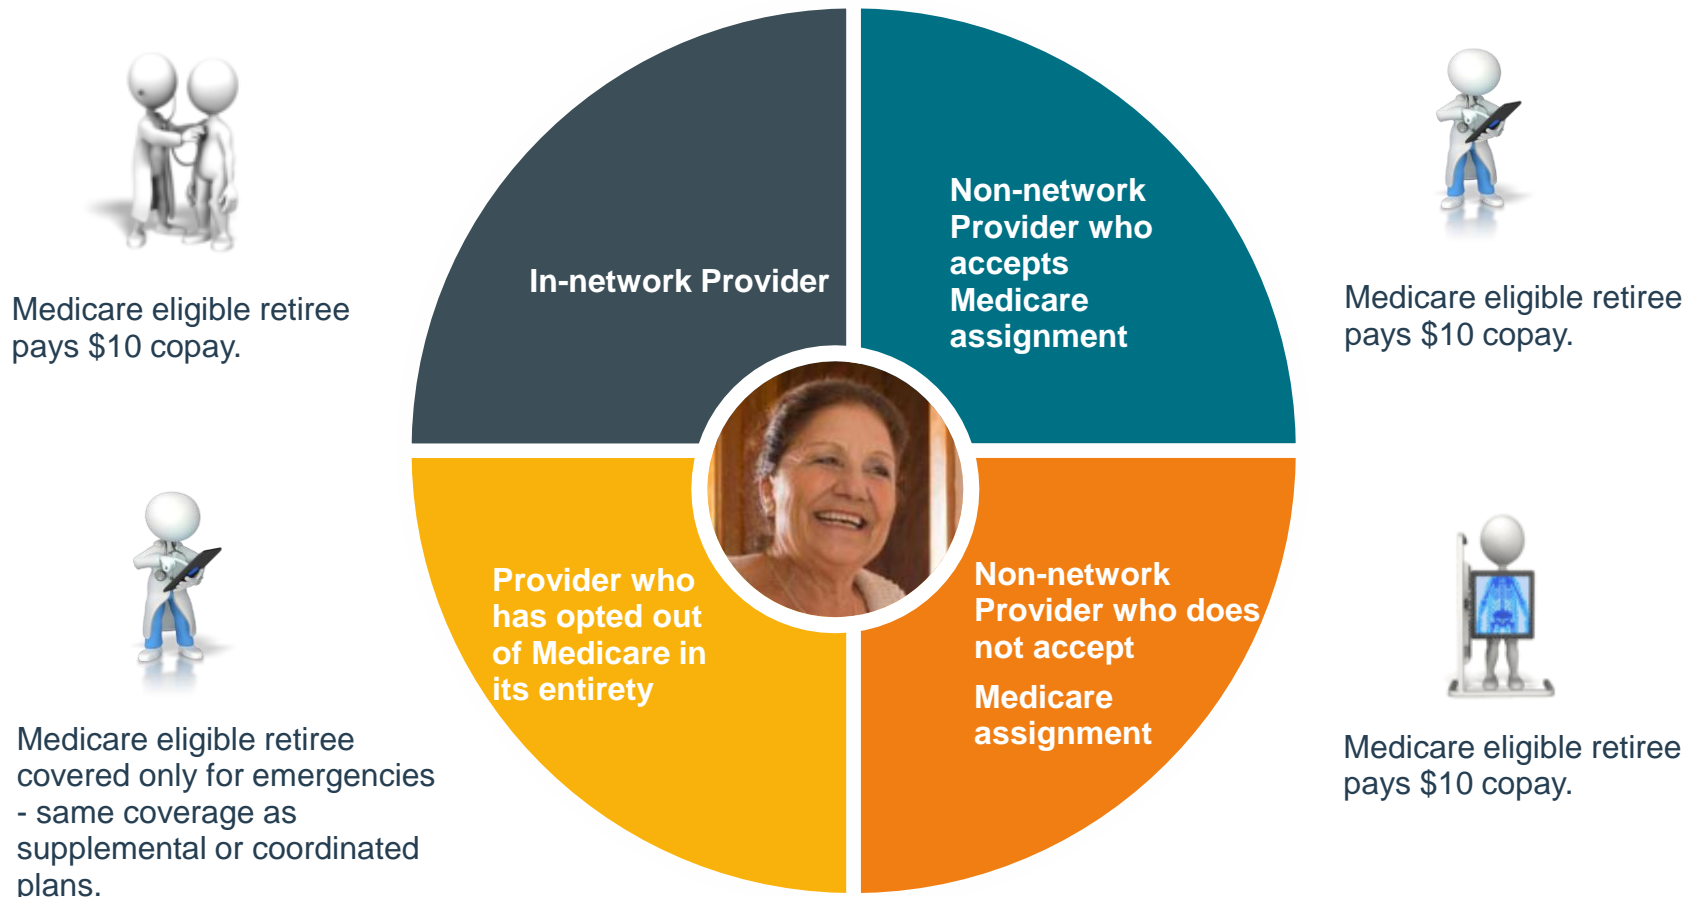 In-network Provider
Medicare eligible retiree
pays $10 copay.
Non-network
Provider who
accepts
Medicare
assignment
Medicare eligible retiree
pays $10 copay.
Provider who
has opted out
of Medicare in
its entirety
Medicare eligible retiree
covered only for emergencies
- same coverage as
supplemental or coordinated
plans.
Non-network
Provider who does
not accept
Medicare
assignment
Medicare eligible retiree
pays $10 copay.